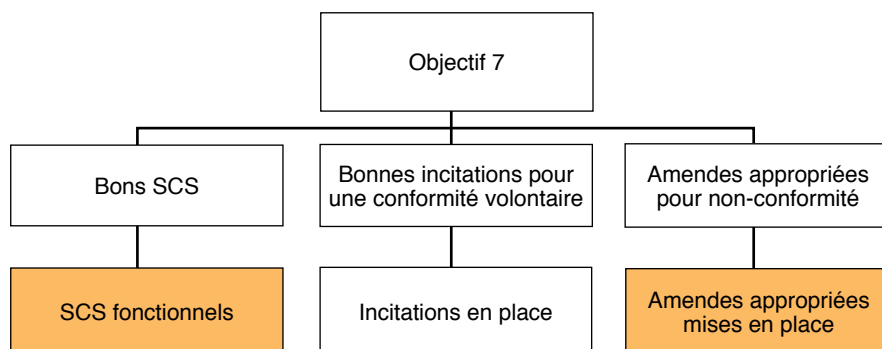 Objectif 7
Bons SCS
Bonnes incitations pour
une conformité volontaire
Amendes appropriées
pour non-conformité
SCS fonctionnels
Incitations en place
Amendes appropriées
mises en place